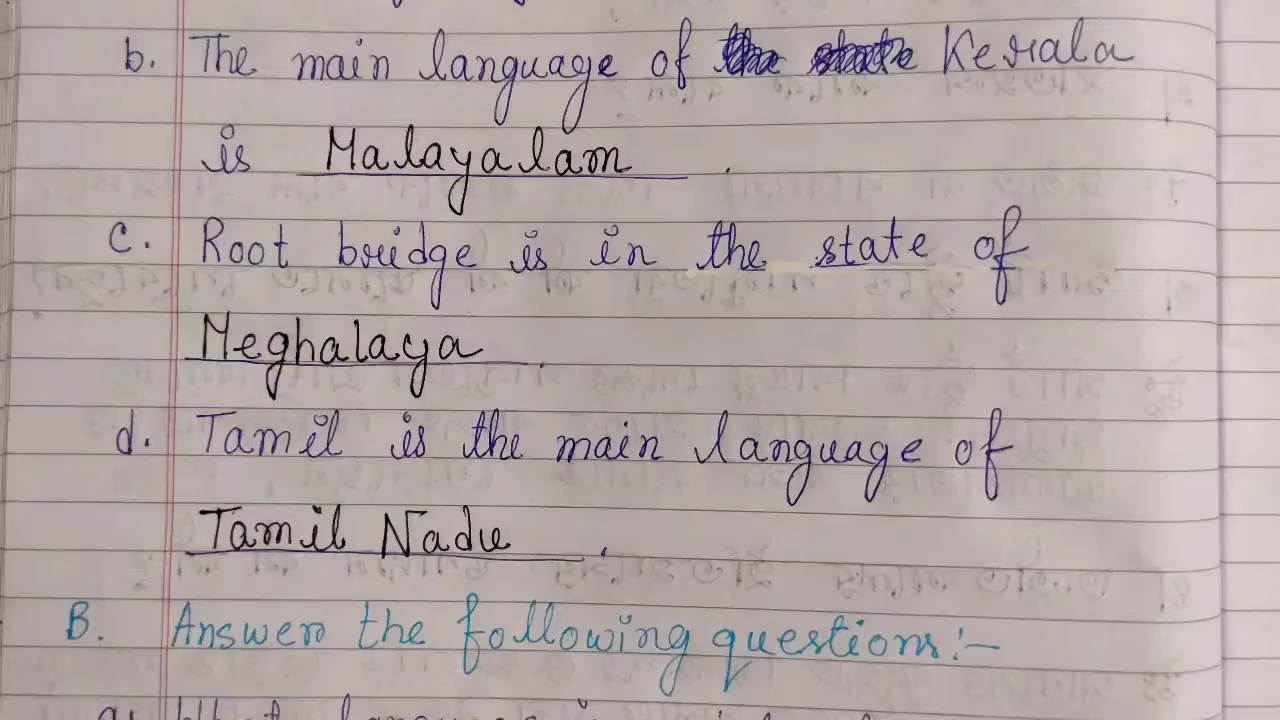 b. The main language of Kerala
is Malayalam.
c. Root bridge is in the state of
Meghalaya.
d. Tamil is the main language of
Tamil Nadu.
B. Answer the following questions:-